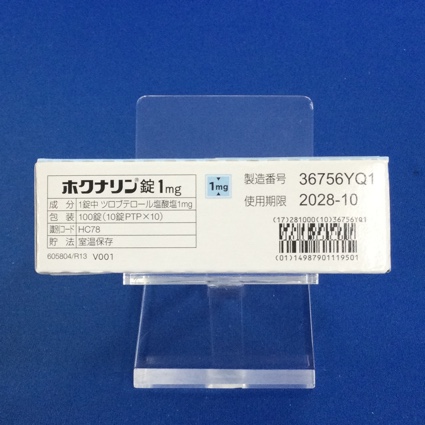 ホクナリン®錠1mg
成分 1錠中 ツロブテロール塩酸塩1mg
包装 100錠(10錠PTP×10)
識別コード HC78
貯法 室温保存
605804/R13 V001
1mg
製造番号 36756YQ1
使用期限 2028-10
(17)281000(10)36756YQ1
(01)14987901119501